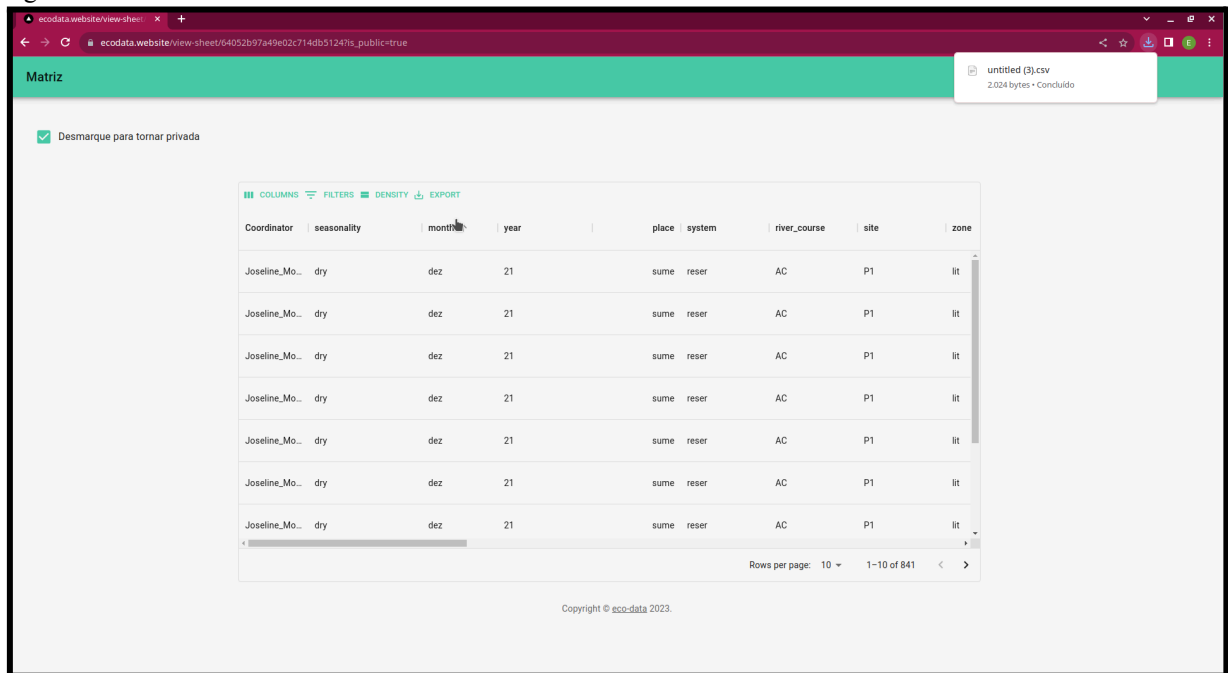 ecodata.website/view-sheet
ecodata.website/view-sheet/64052b97a49e02c714db5124?is_public=true
E
untitled (3).csv
2.024 bytes • Concluído
Matriz
Desmarque para tornar privada
COLUMNS FILTERS DENSITY EXPORT
Coordinator seasonality month year place system river_course site zone
Joseline_Mo... dry dez 21 sume reser AC P1 lit
Joseline_Mo... dry dez 21 sume reser AC P1 lit
Joseline_Mo... dry dez 21 sume reser AC P1 lit
Joseline_Mo... dry dez 21 sume reser AC P1 lit
Joseline_Mo... dry dez 21 sume reser AC P1 lit
Joseline_Mo... dry dez 21 sume reser AC P1 lit
Joseline_Mo... dry dez 21 sume reser AC P1 lit
Rows per page: 10 1–10 of 841
Copyright © eco-data 2023.